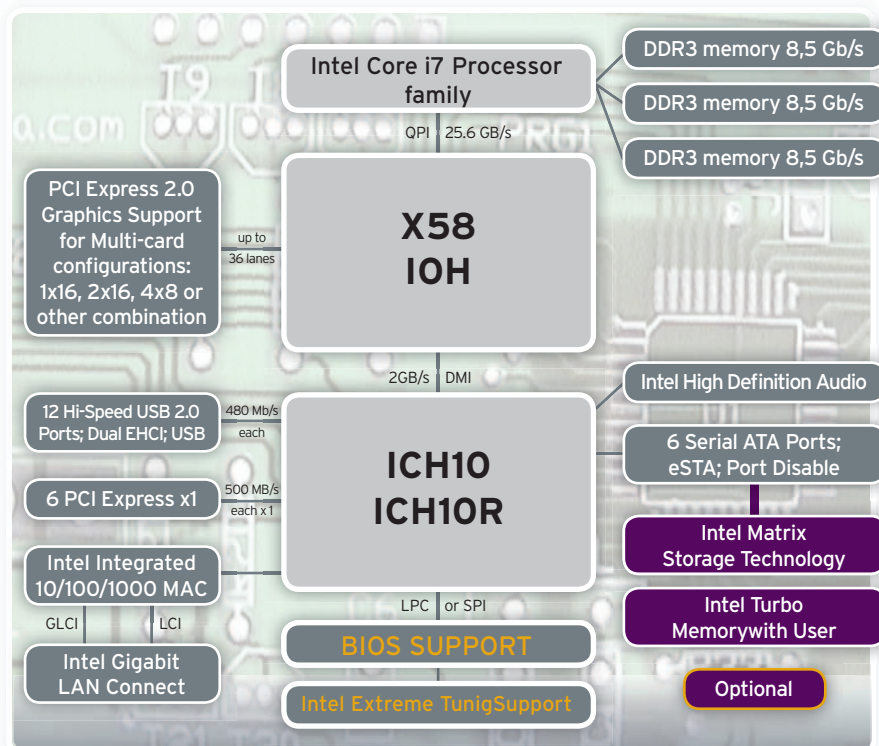 Intel Core i7 Processor
family
DDR3 memory 8,5 Gb/s
DDR3 memory 8,5 Gb/s
DDR3 memory 8,5 Gb/s
QPI 25.6 GB/s
PCI Express 2.0
Graphics Support
for Multi-card
configurations:
1x16, 2x16, 4x8 or
other combination
up to
36 lanes
X58
IOH
2GB/s DMI
12 Hi-Speed USB 2.0
Ports; Dual EHCI; USB
480 Mb/s
each
6 PCI Express x1
500 MB/s
each x 1
Intel Integrated
10/100/1000 MAC
GLCI
LCI
Intel Gigabit
LAN Connect
ICH10
ICH10R
Intel High Definition Audio
6 Serial ATA Ports;
eSTA; Port Disable
Intel Matrix
Storage Technology
Intel Turbo
Memorywith User
Optional
LPC or SPI
BIOS SUPPORT
Intel Extreme TunigSupport
T9
a.com
PRG1